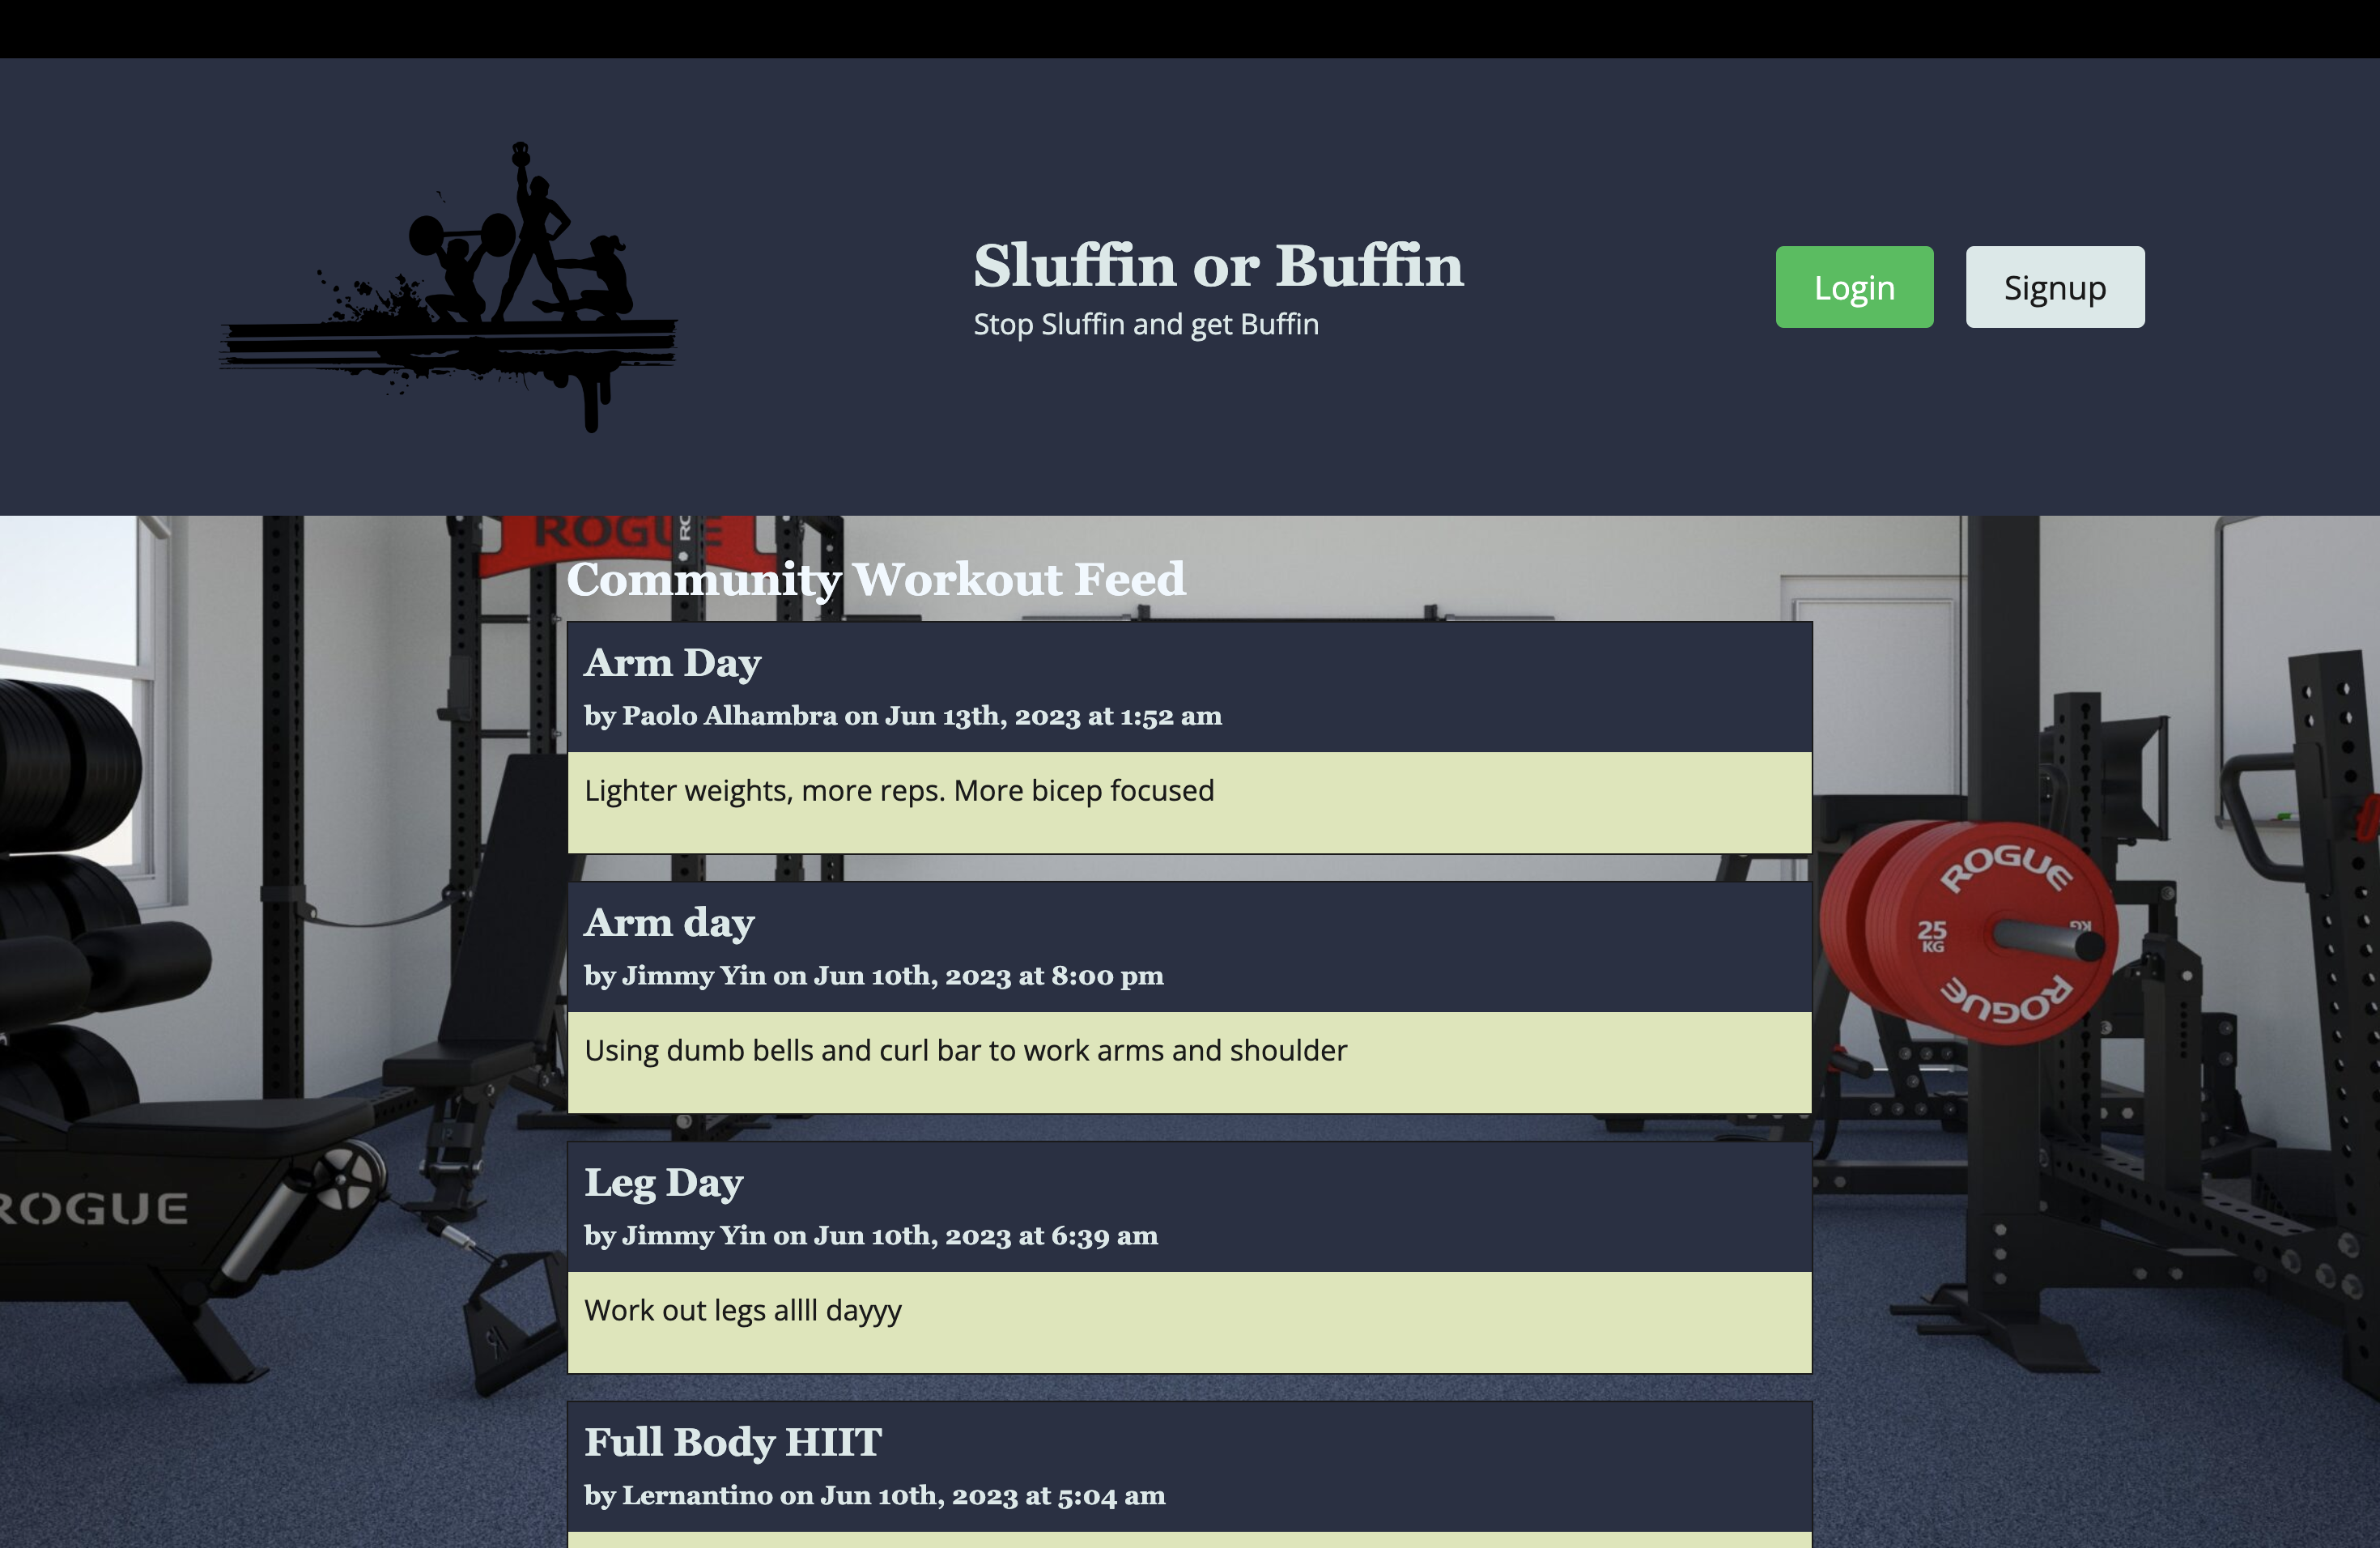 Sluffin or Buffin
Stop Sluffin and get Buffin
Login
Signup
ROGUE
Community Workout Feed
Arm Day
by Paolo Alhambra on Jun 13th, 2023 at 1:52 am
Lighter weights, more reps. More bicep focused
Arm day
by Jimmy Yin on Jun 10th, 2023 at 8:00 pm
Using dumb bells and curl bar to work arms and shoulder
ROGUE
25
KG
KG
ROGUE
Leg Day
by Jimmy Yin on Jun 10th, 2023 at 6:39 am
Work out legs allll dayyy
ROGUE
Full Body HIIT
by Lernantino on Jun 10th, 2023 at 5:04 am